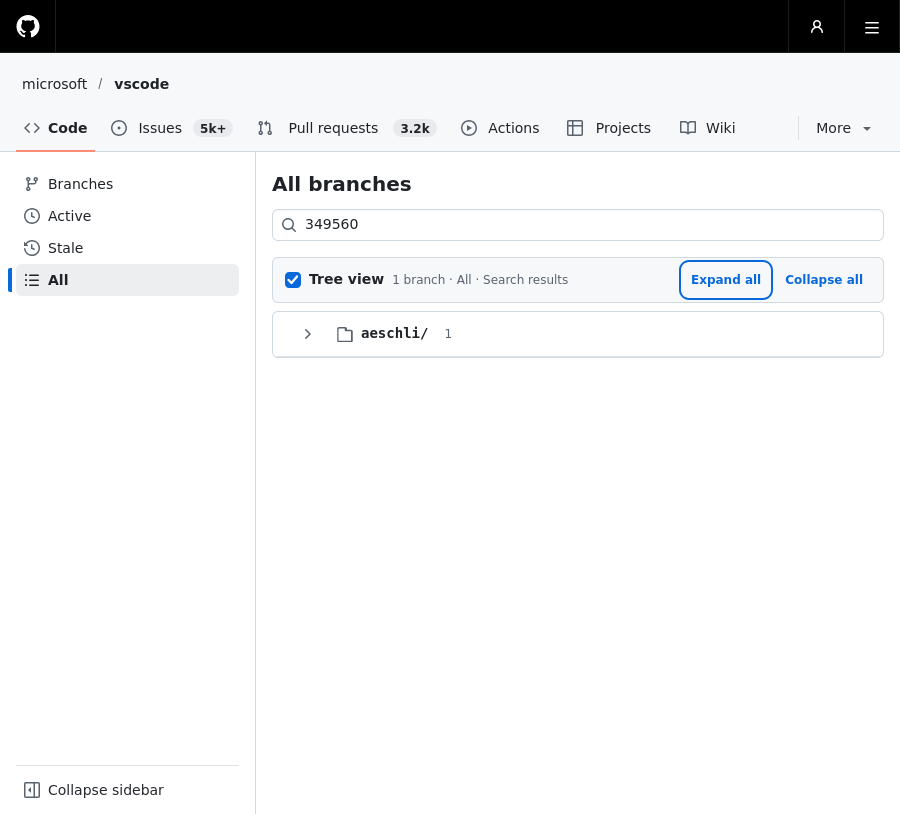 microsoft / vscode
Code Issues 5k+ Pull requests 3.2k Actions Projects Wiki More
Branches
Active
Stale
All
Collapse sidebar
All branches
349560
Tree view 1 branch · All · Search results Expand all Collapse all
aeschli/ 1